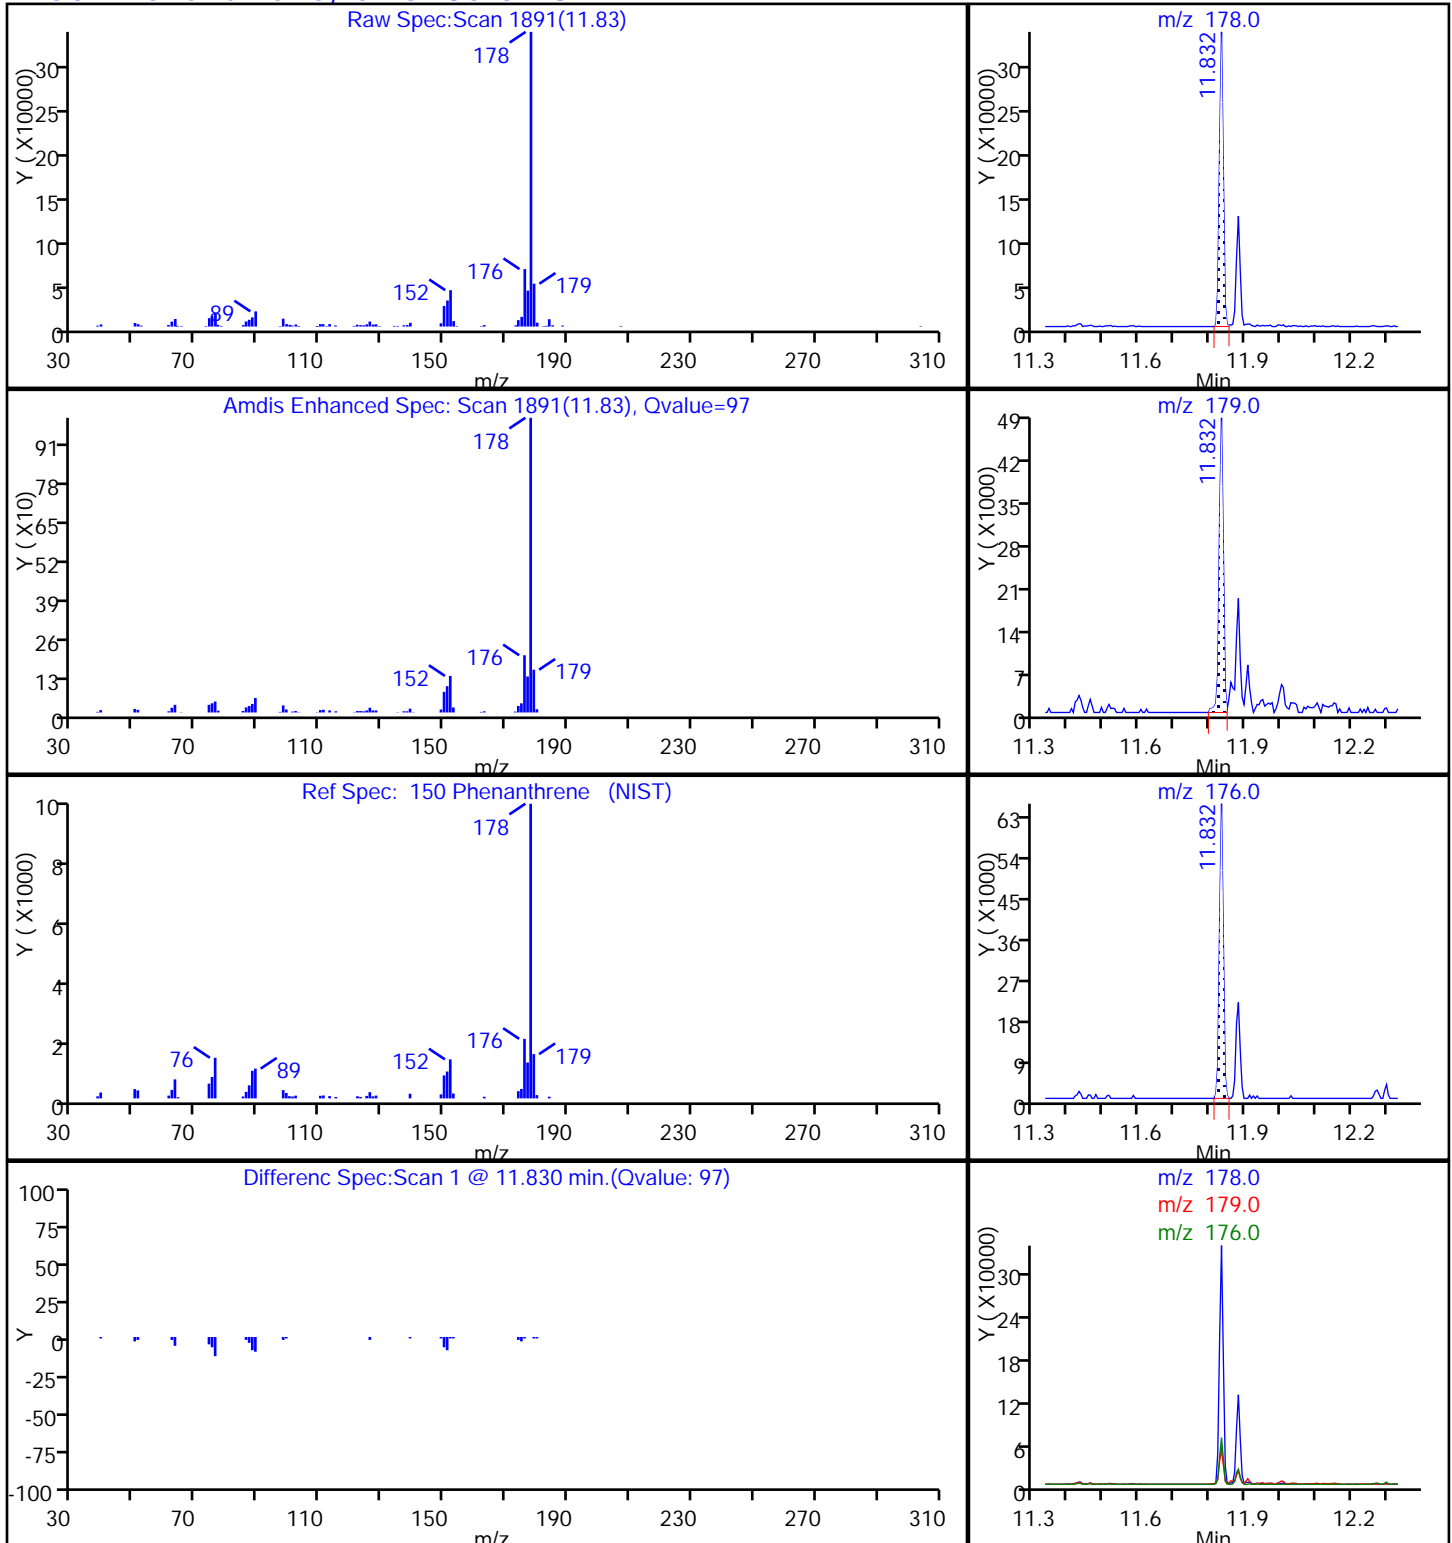 Raw Spec:Scan 1891(11.83)
Y ( X10000)
30
25
20
15
10
5
0
178
176
179
152
89
30 70 110 150 190 230 270 310
m/z
m/z 178.0
Y ( X10000)
30
25
20
15
10
5
0
11.832
11.3 11.6 11.9 12.2
Min
Amdis Enhanced Spec: Scan 1891(11.83), Qvalue=97
Y ( X10)
91
78
65
52
39
26
13
0
178
176
179
152
30 70 110 150 190 230 270 310
m/z
m/z 179.0
Y ( X1000)
49
42
35
28
21
14
7
0
11.832
11.3 11.6 11.9 12.2
Min
Ref Spec: 150 Phenanthrene (NIST)
Y ( X1000)
10
8
6
4
2
0
178
176
179
152
76
89
30 70 110 150 190 230 270 310
m/z
m/z 176.0
Y ( X1000)
63
54
45
36
27
18
9
0
11.832
11.3 11.6 11.9 12.2
Min
Differenc Spec:Scan 1 @ 11.830 min.(Qvalue: 97)
Y
100
75
50
25
0
-25
-50
-75
-100
30 70 110 150 190 230 270 310
m/z
m/z 178.0
m/z 179.0
m/z 176.0
Y ( X10000)
30
24
18
12
6
0
11.3 11.6 11.9 12.2
Min